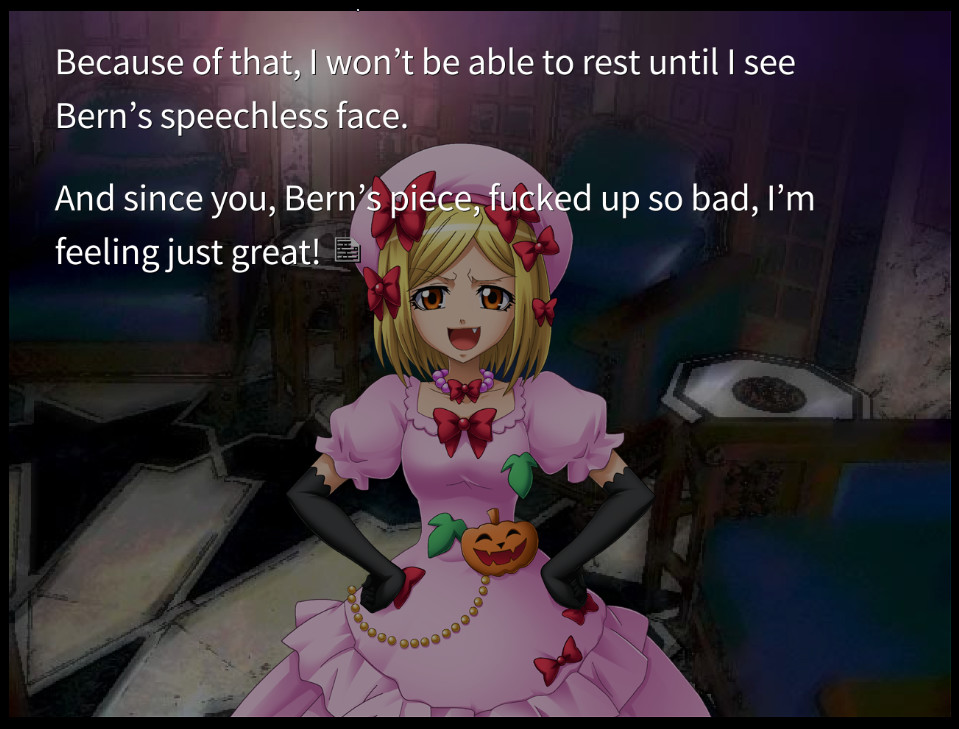 Because of that, I won’t be able to rest until I see
Bern’s speechless face.
And since you, Bern’s piece, fucked up so bad, I’m
feeling just great!